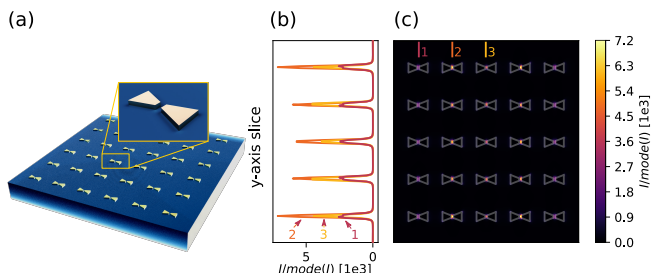 (a)
(b)
(c)
y-axis slice
2
3
1
5
0
I/mode(I) [1e3]
1
2
3
7.2
6.3
5.4
4.5
3.6
2.7
1.8
0.9
0.0
I/mode(I) [1e3]